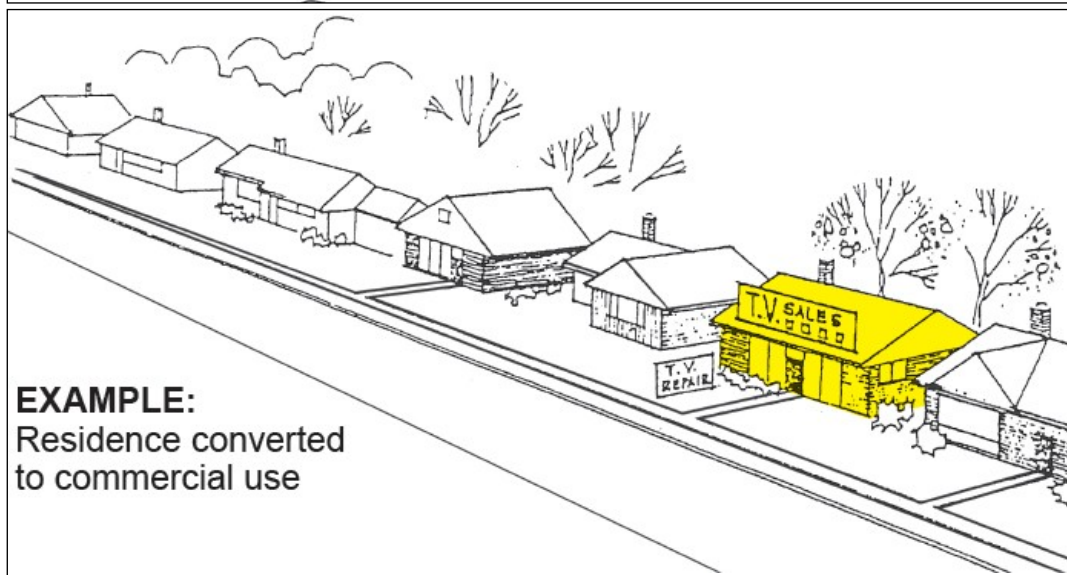 T.V. SALES
T.V.
REPAIR
EXAMPLE:
Residence converted
to commercial use